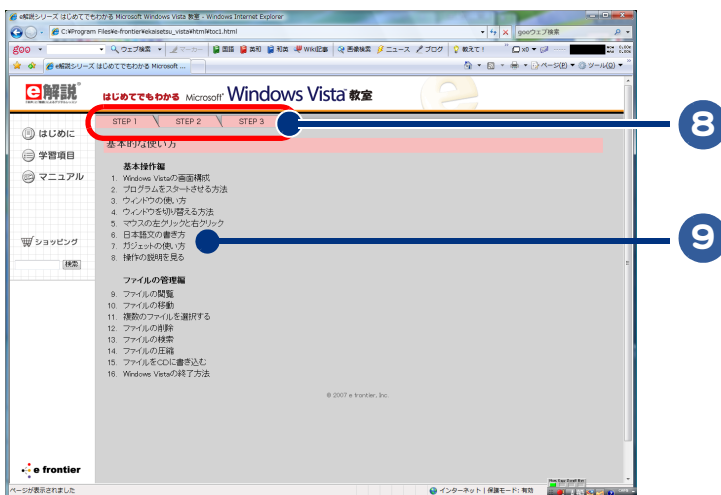 e解説シリーズ はじめてでもわかる Microsoft Windows Vista 教室 - Windows Internet Explorer
C:¥Program Files¥e-frontier¥ekaisetsu_vista¥html¥toc1.html
gooウェブ検索
goo
ウェブ検索
マーカー
国語
英和
和英
Wiki記事
画像検索
ニュース
ブログ
教えて!
x0
e解説シリーズ はじめてでもわかる Microsoft ...
ページ(P)
ツール(O)
e解説
はじめてでもわかる Microsoft® Windows Vista™ 教室
STEP 1
STEP 2
STEP 3
8
はじめに
学習項目
マニュアル
ショッピング
検索
基本的な使い方
基本操作編
1. Windows Vistaの画面構成
2. プログラムをスタートさせる方法
3. ウィンドウの使い方
4. ウィンドウを切り替える方法
5. マウスの左クリックと右クリック
6. 日本語文の書き方
7. ガジェットの使い方
8. 操作の説明を見る
9
ファイルの管理編
9. ファイルの閲覧
10. ファイルの移動
11. 複数のファイルを選択する
12. ファイルの削除
13. ファイルの検索
14. ファイルの圧縮
15. ファイルをCDに書き込む
16. Windows Vistaの終了方法
© 2007 e frontier, Inc.
e frontier
ページが表示されました
インターネット | 保護モード: 有効